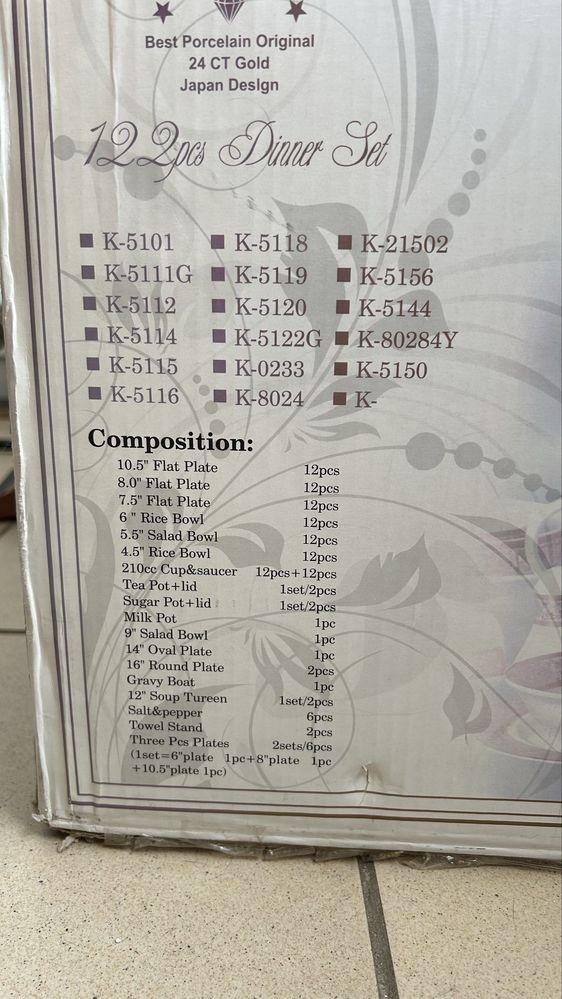 Best Porcelain Original
24 CT Gold
Japan DesIgn
122pcs Dinner Set
K-5101 K-5118 K-21502
K-5111G K-5119 K-5156
K-5112 K-5120 K-5144
K-5114 K-5122G K-80284Y
K-5115 K-0233 K-5150
K-5116 K-8024 K-
Composition:
10.5" Flat Plate 12pcs
8.0" Flat Plate 12pcs
7.5" Flat Plate 12pcs
6 " Rice Bowl 12pcs
5.5" Salad Bowl 12pcs
4.5" Rice Bowl 12pcs
210cc Cup&saucer 12pcs+12pcs
Tea Pot+lid 1set/2pcs
Sugar Pot+lid 1set/2pcs
Milk Pot 1pc
9" Salad Bowl 1pc
14" Oval Plate 1pc
16" Round Plate 2pcs
Gravy Boat 1pc
12" Soup Tureen 1set/2pcs
Salt&pepper 6pcs
Towel Stand 2pcs
Three Pcs Plates 2sets/6pcs
(1set=6"plate 1pc+8"plate 1pc
+10.5"plate 1pc)